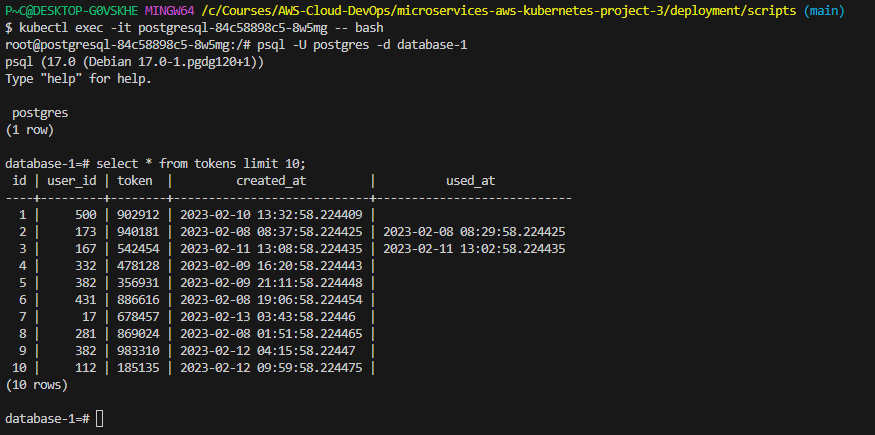 P~C@DESKTOP-G0VSKHE MINGW64 /c/Courses/AWS-Cloud-DevOps/microservices-aws-kubernetes-project-3/deployment/scripts (main)
$ kubectl exec -it postgresql-84c58898c5-8w5mg -- bash
root@postgresql-84c58898c5-8w5mg:/# psql -U postgres -d database-1
psql (17.0 (Debian 17.0-1.pgdg120+1))
Type "help" for help.
postgres
(1 row)
database-1=# select * from tokens limit 10;
 id | user_id | token  |         created_at         |          used_at
----+---------+--------+----------------------------+----------------------------
  1 |     500 | 902912 | 2023-02-10 13:32:58.224409 |
  2 |     173 | 940181 | 2023-02-08 08:37:58.224425 | 2023-02-08 08:29:58.224425
  3 |     167 | 542454 | 2023-02-11 13:08:58.224435 | 2023-02-11 13:02:58.224435
  4 |     332 | 478128 | 2023-02-09 16:20:58.224443 |
  5 |     382 | 356931 | 2023-02-09 21:11:58.224448 |
  6 |     431 | 886616 | 2023-02-08 19:06:58.224454 |
  7 |      17 | 678457 | 2023-02-13 03:43:58.22446  |
  8 |     281 | 869024 | 2023-02-08 01:51:58.224465 |
  9 |     382 | 983310 | 2023-02-12 04:15:58.22447  |
 10 |     112 | 185135 | 2023-02-12 09:59:58.224475 |
(10 rows)
database-1=#